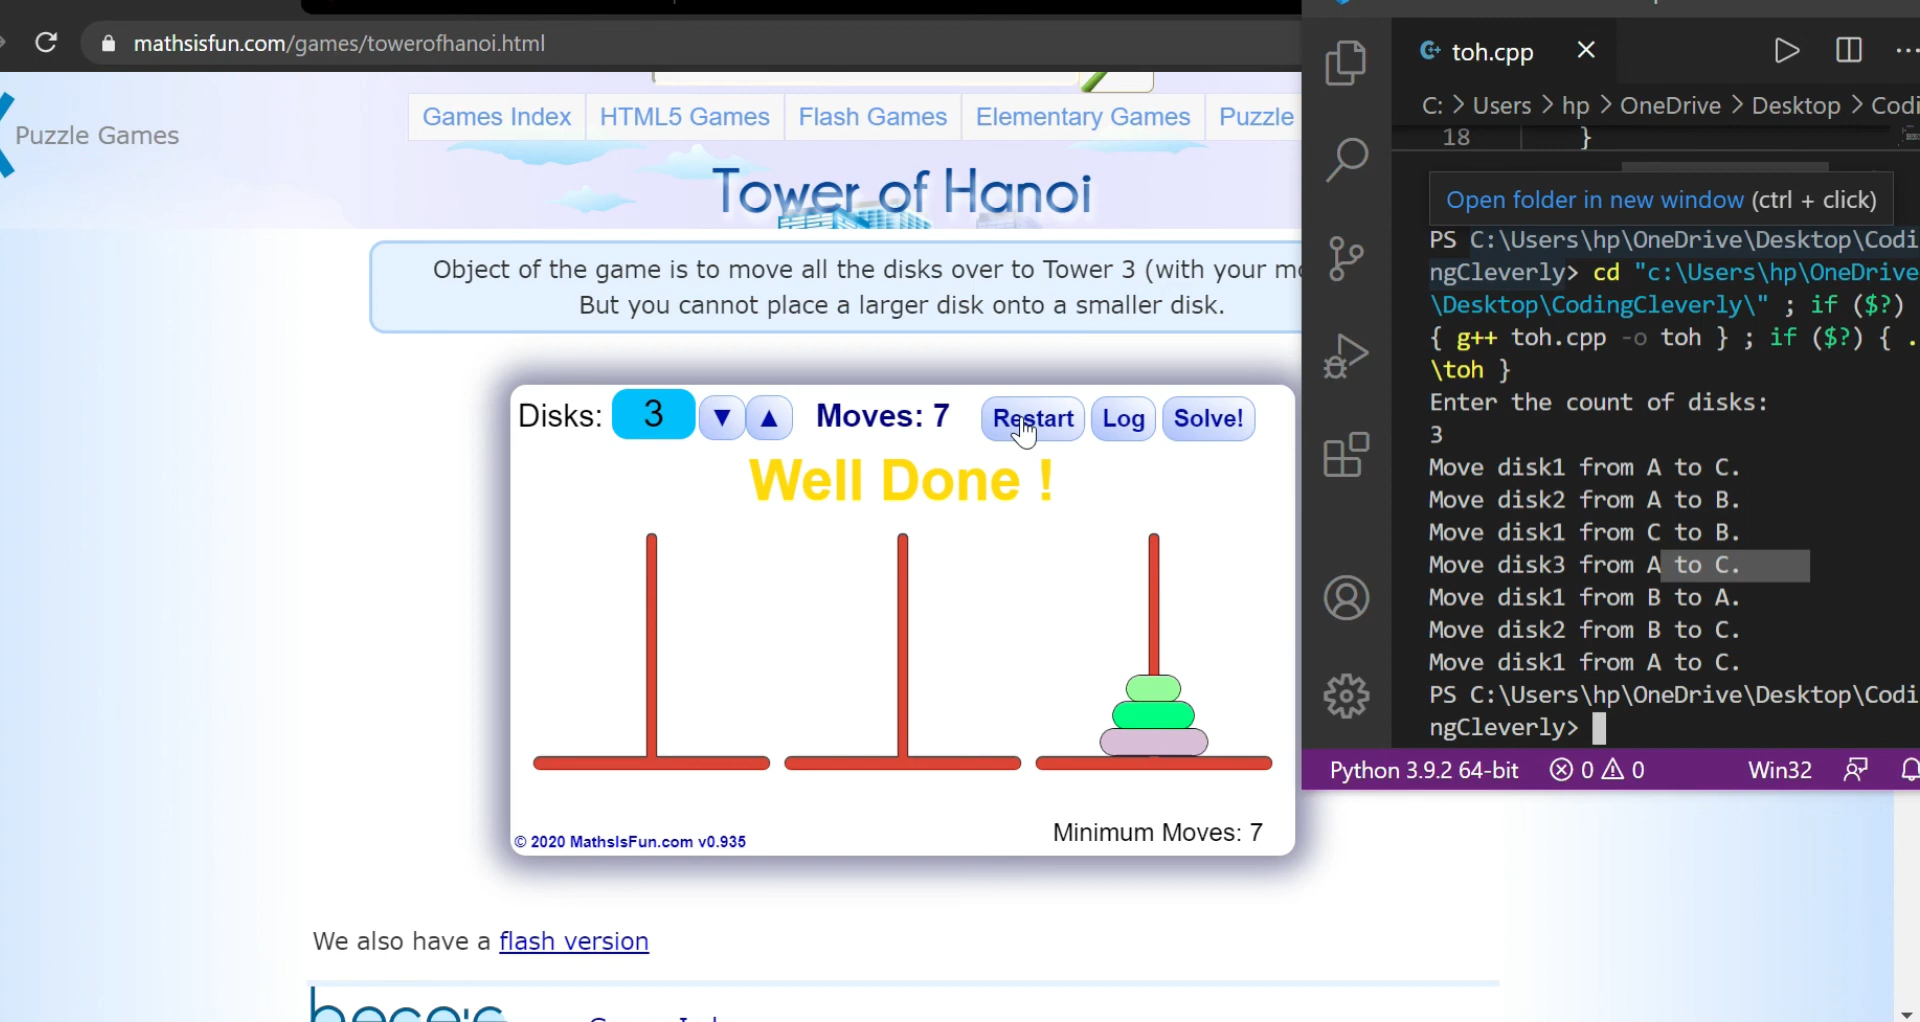 mathsisfun.com/games/towerofhanoi.html
Puzzle Games
Games Index
HTML5 Games
Flash Games
Elementary Games
Puzzle
Tower of Hanoi
Object of the game is to move all the disks over to Tower 3 (with your
But you cannot place a larger disk onto a smaller disk.
Disks: 3
Moves: 7
Restart
Log
Solve!
Well Done !
© 2020 MathsIsFun.com v0.935
Minimum Moves: 7
We also have a flash version
toh.cpp
C: > Users > hp > OneDrive > Desktop > Codi
18 }
Open folder in new window (ctrl + click)
PS C:\Users\hp\OneDrive\Desktop\Codi
ngCleverly> cd "c:\Users\hp\OneDrive
\Desktop\CodingCleverly\" ; if ($?)
{ g++ toh.cpp -o toh } ; if ($?) { .
\toh }
Enter the count of disks:
3
Move disk1 from A to C.
Move disk2 from A to B.
Move disk1 from C to B.
Move disk3 from A to C.
Move disk1 from B to A.
Move disk2 from B to C.
Move disk1 from A to C.
PS C:\Users\hp\OneDrive\Desktop\Codi
ngCleverly>
Python 3.9.2 64-bit
0
0
Win32